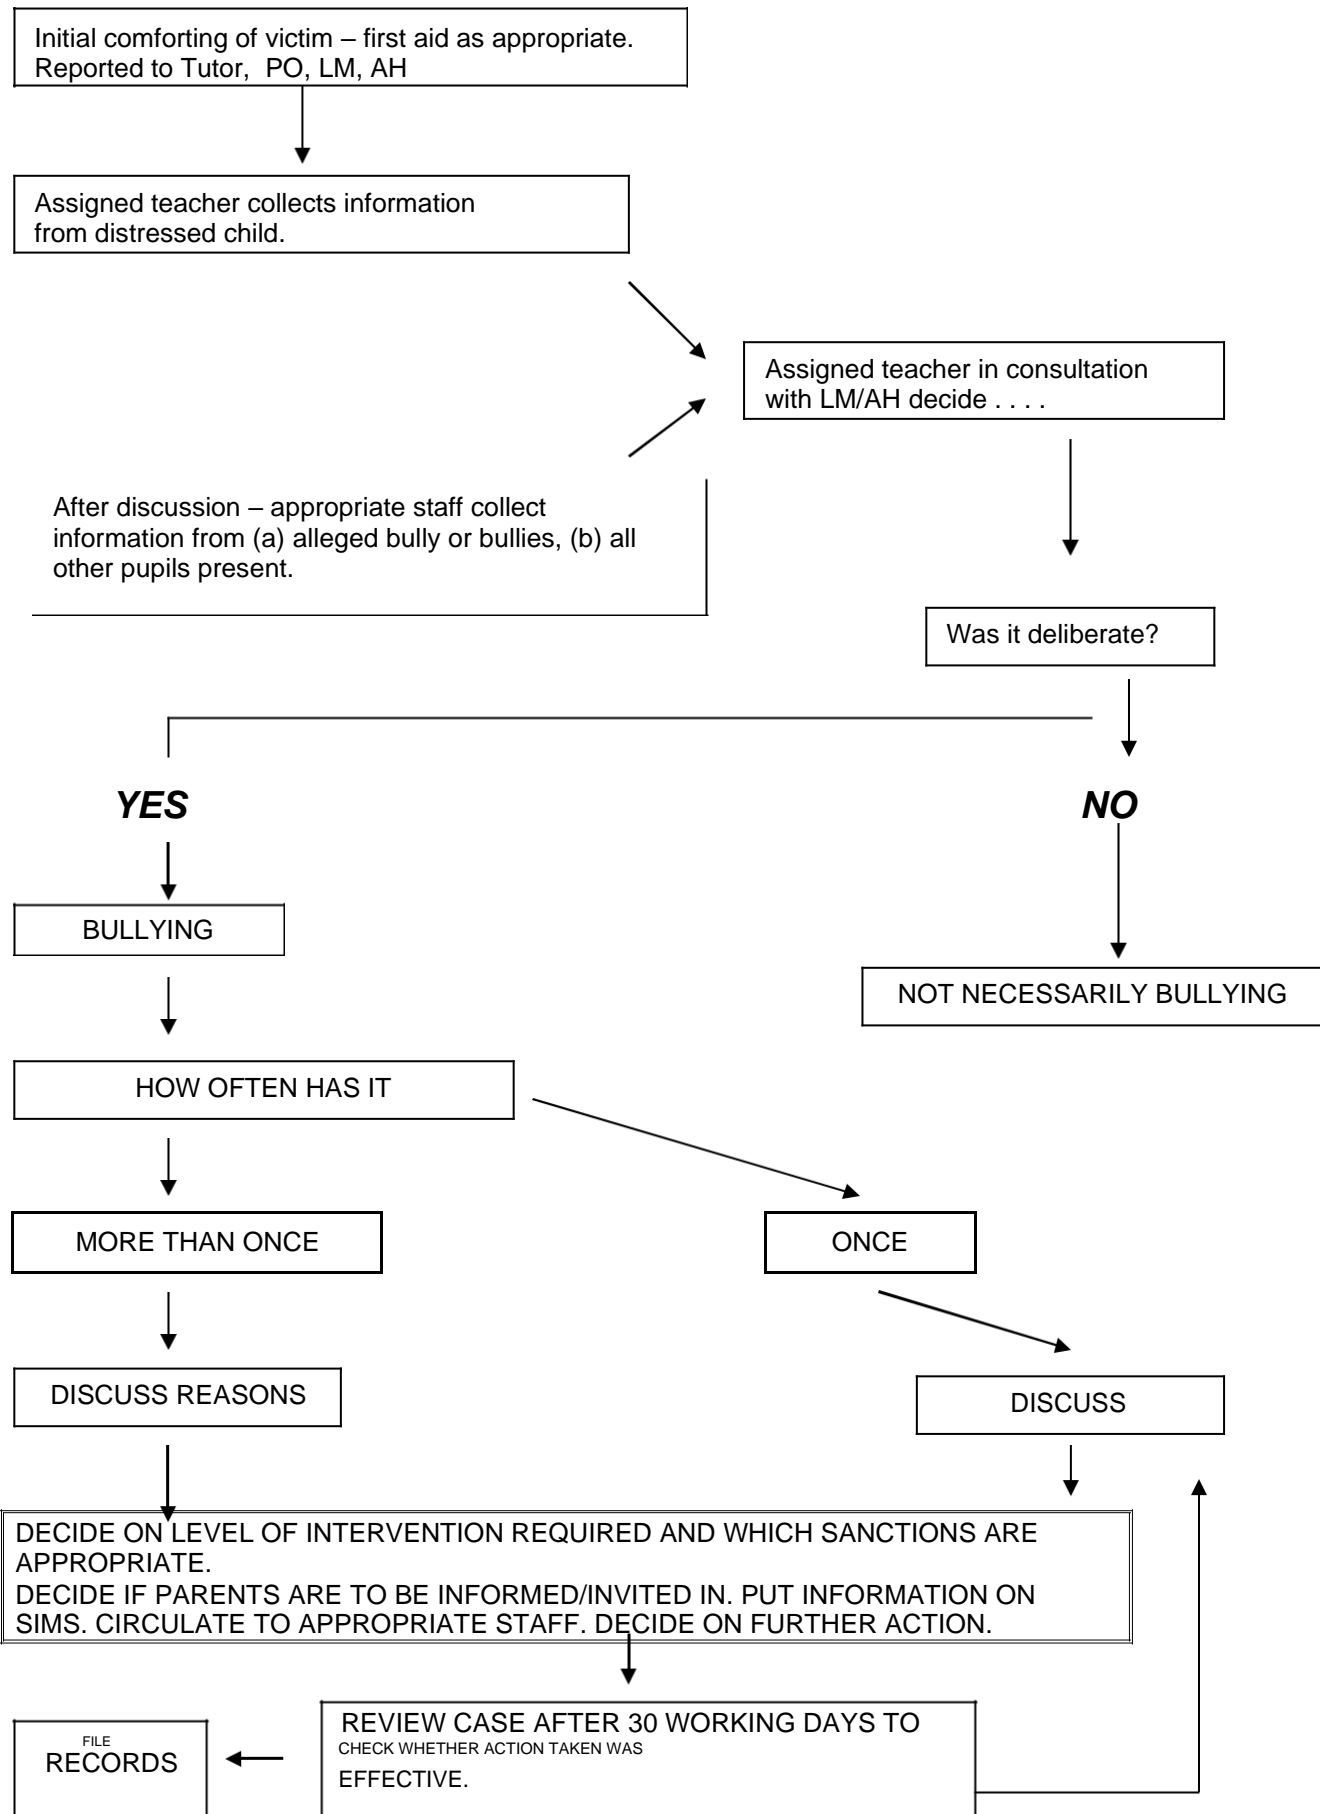 Initial comforting of victim – first aid as appropriate.
Reported to Tutor,  PO, LM, AH
Assigned teacher collects information
from distressed child.
Assigned teacher in consultation
with LM/AH decide . . . .
After discussion – appropriate staff collect
information from (a) alleged bully or bullies, (b) all
other pupils present.
Was it deliberate?
YES
NO
BULLYING
NOT NECESSARILY BULLYING
HOW OFTEN HAS IT
MORE THAN ONCE
ONCE
DISCUSS REASONS
DISCUSS
DECIDE ON LEVEL OF INTERVENTION REQUIRED AND WHICH SANCTIONS ARE
APPROPRIATE.
DECIDE IF PARENTS ARE TO BE INFORMED/INVITED IN. PUT INFORMATION ON
SIMS. CIRCULATE TO APPROPRIATE STAFF. DECIDE ON FURTHER ACTION.
REVIEW CASE AFTER 30 WORKING DAYS TO
CHECK WHETHER ACTION TAKEN WAS
EFFECTIVE.
FILE
RECORDS